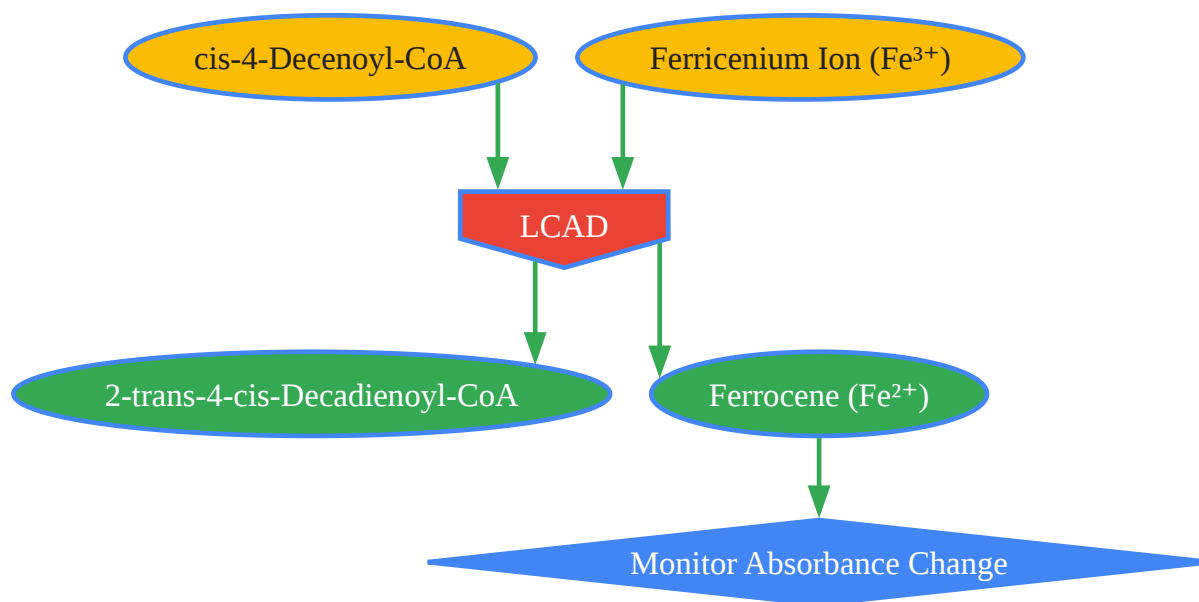 cis-4-Decenoyl-CoA
Ferricenium Ion (Fe³⁺)
LCAD
2-trans-4-cis-Decadienoyl-CoA
Ferrocene (Fe²⁺)
Monitor Absorbance Change